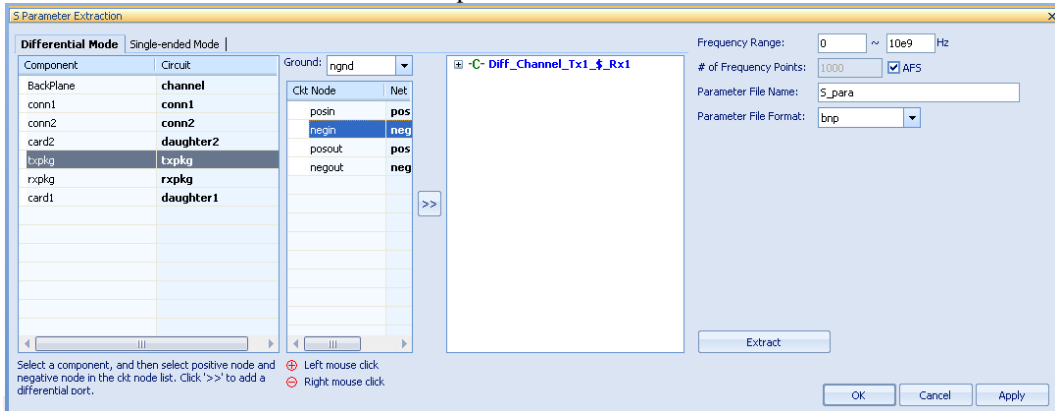 S Parameter Extraction
Differential Mode Single-ended Mode
Component Circuit
BackPlane channel
conn1 conn1
conn2 conn2
card2 daughter2
txpkg txpkg
rxpkg rxpkg
card1 daughter1
Select a component, and then select positive node and
negative node in the ckt node list. Click '>>' to add a
differential port.
Ground: ngnd
Ckt Node Net
posin pos
negin neg
posout pos
negout neg
Left mouse click
Right mouse click
>>
-C- Diff_Channel_Tx1_$_Rx1
Frequency Range: 0 ~ 10e9 Hz
# of Frequency Points: 1000 AFS
Parameter File Name: S_para
Parameter File Format: bnp
Extract
OK Cancel Apply